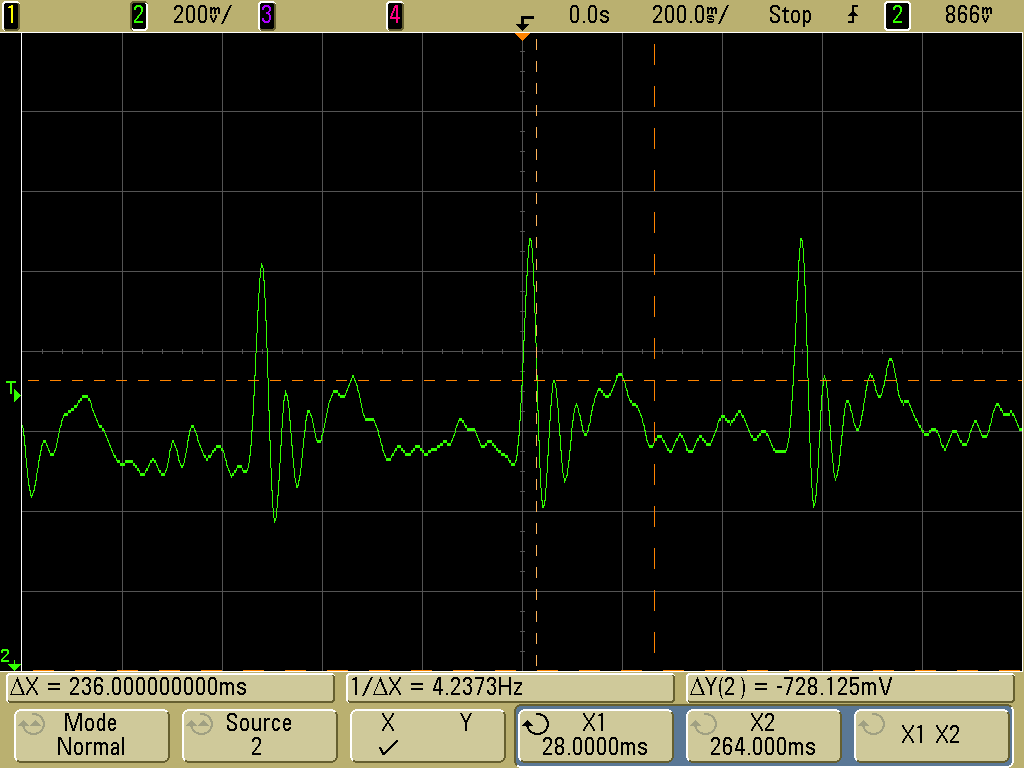 1 2 200mV/ 3 4 0.0s 200.0ms/ Stop 2 866mV
T
2
ΔX = 236.000000000ms 1/ΔX = 4.2373Hz ΔY(2) = -728.125mV
Mode Source X Y X1 X2 X1 X2
Normal 2 28.0000ms 264.000ms